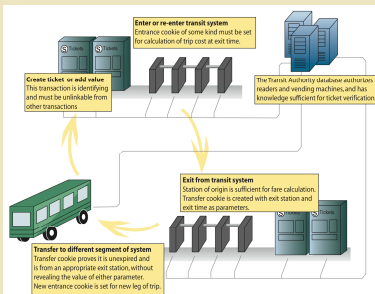 Enter or re-enter transit system
Entrance cookie of some kind must be set
for calculation of trip cost at exit time.
Tickets
Tickets
Create ticket or add value
This transaction is identifying
and must be unlinkable from
other transactions
The Transit Authority database authorizes
readers and vending machines, and has
knowledge sufficient for ticket verification
Exit from transit system
Station of origin is sufficient for fare calculation.
Transfer cookie is created with exit station and
exit time as parameters.
Tickets
Tickets
Transfer to different segment of system
Transfer cookie proves it is unexpired and
is from an appropriate exit station, without
revealing the value of either parameter.
New entrance cookie is set for new leg of trip.